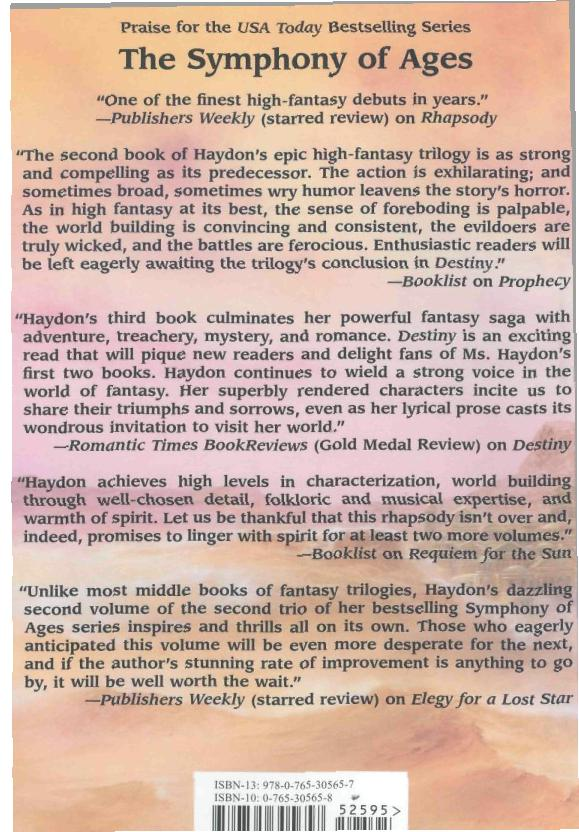 Praise for the USA Today Bestselling Series
The Symphony of Ages
“One of the finest high-fantasy debuts in years.”
—Publishers Weekly (starred review) on Rhapsody
“The second book of Haydon’s epic high-fantasy trilogy is as strong
and compelling as its predecessor. The action is exhilarating; and
sometimes broad, sometimes wry humor leavens the story’s horror.
As in high fantasy at its best, the sense of foreboding is palpable,
the world building is convincing and consistent, the evildoers are
truly wicked, and the battles are ferocious. Enthusiastic readers will
be left eagerly awaiting the trilogy’s conclusion in Destiny.”
—Booklist on Prophecy
“Haydon’s third book culminates her powerful fantasy saga with
adventure, treachery, mystery, and romance. Destiny is an exciting
read that will pique new readers and delight fans of Ms. Haydon’s
first two books. Haydon continues to wield a strong voice in the
world of fantasy. Her superbly rendered characters incite us to
share their triumphs and sorrows, even as her lyrical prose casts its
wondrous invitation to visit her world.”
—Romantic Times BookReviews (Gold Medal Review) on Destiny
“Haydon achieves high levels in characterization, world building
through well-chosen detail, folkloric and musical expertise, and
warmth of spirit. Let us be thankful that this rhapsody isn’t over and,
indeed, promises to linger with spirit for at least two more volumes.”
—Booklist on Requiem for the Sun
“Unlike most middle books of fantasy trilogies, Haydon’s dazzling
second volume of the second trio of her bestselling Symphony of
Ages series inspires and thrills all on its own. Those who eagerly
anticipated this volume will be even more desperate for the next,
and if the author’s stunning rate of improvement is anything to go
by, it will be well worth the wait.”
—Publishers Weekly (starred review) on Elegy for a Lost Star
ISBN-13: 978-0-765-30565-7
ISBN-10: 0-765-30565-8
52595>